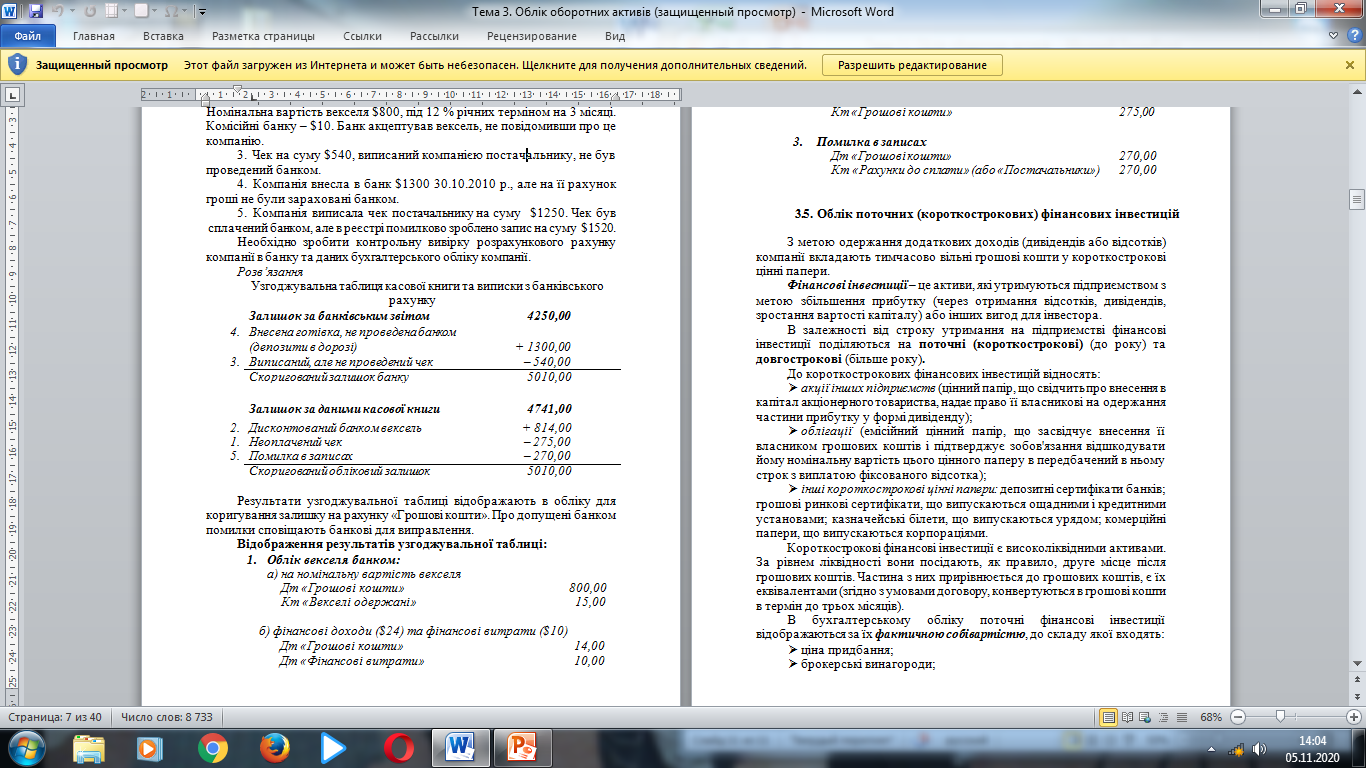 Тема 3. Облік оборотних активів (защищенный просмотр) - Microsoft Word
Файл Главная Вставка Разметка страницы Ссылки Рассылки Рецензирование Вид
Защищенный просмотр Этот файл загружен из Интернета и может быть небезопасен. Щелкните для получения дополнительных сведений. Разрешить редактирование
Номінальна вартість векселя $800, під 12 % річних терміном на 3 місяці.
Комісійні банку – $10. Банк акцептував вексель, не повідомивши про це
компанію.
3. Чек на суму $540, виписаний компанією постачальнику, не був
проведений банком.
4. Компанія внесла в банк $1300 30.10.2010 р., але на її рахунок
гроші не були зараховані банком.
5. Компанія виписала чек постачальнику на суму $1250. Чек був
сплачений банком, але в реєстрі помилково зроблено запис на суму $1520.
Необхідно зробити контрольну вивірку розрахункового рахунку
компанії в банку та даних бухгалтерського обліку компанії.
Розв'язання
Узгоджувальна таблиця касової книги та виписки з банківського
рахунку
Залишок за банківським звітом 4250,00
4. Внесена готівка, не проведена банком
(депозити в дорозі) + 1300,00
3. Виписаний, але не проведений чек – 540,00
Скоригований залишок банку 5010,00
Залишок за даними касової книги 4741,00
2. Дисконтований банком вексель + 814,00
1. Неоплачений чек – 275,00
5. Помилка в записах – 270,00
Скоригований обліковий залишок 5010,00
Результати узгоджувальної таблиці відображають в обліку для
коригування залишку на рахунку «Грошові кошти». Про допущені банком
помилки сповіщають банкові для виправлення.
Відображення результатів узгоджувальної таблиці:
1. Облік векселя банком:
а) на номінальну вартість векселя
Дт «Грошові кошти» 800,00
Кт «Векселі одержані» 15,00
б) фінансові доходи ($24) та фінансові витрати ($10)
Дт «Грошові кошти» 14,00
Дт «Фінансові витрати» 10,00
Кт «Грошові кошти» 275,00
3. Помилка в записах
Дт «Грошові кошти» 270,00
Кт «Рахунки до сплати» (або «Постачальники») 270,00
3.5. Облік поточних (короткострокових) фінансових інвестицій
З метою одержання додаткових доходів (дивідендів або відсотків)
компанії вкладають тимчасово вільні грошові кошти у короткострокові
цінні папери.
Фінансові інвестиції – це активи, які утримуються підприємством з
метою збільшення прибутку (через отримання відсотків, дивідендів,
зростання вартості капіталу) або інших вигод для інвестора.
В залежності від строку утримання на підприємстві фінансові
інвестиції поділяються на поточні (короткострокові) (до року) та
довгострокові (більше року).
До короткострокових фінансових інвестицій відносять:
➢ акції інших підприємств (цінний папір, що свідчить про внесення в
капітал акціонерного товариства, надає право її власникові на одержання
частини прибутку у формі дивіденду);
➢ облігації (емісійний цінний папір, що засвідчує внесення її
власником грошових коштів і підтверджує зобов'язання відшкодувати
йому номінальну вартість цього цінного паперу в передбачений в ньому
строк з виплатою фіксованого відсотка);
➢ інші короткострокові цінні папери: депозитні сертифікати банків;
грошові ринкові сертифікати, що випускаються ощадними і кредитними
установами; казначейські білети, що випускаються урядом; комерційні
папери, що випускаються корпораціями.
Короткострокові фінансові інвестиції є високоліквідними активами.
За рівнем ліквідності вони посідають, як правило, друге місце після
грошових коштів. Частина з них прирівнюється до грошових коштів, є їх
еквівалентами (згідно з умовами договору, конвертуються в грошові кошти
в термін до трьох місяців).
В бухгалтерському обліку поточні фінансові інвестиції
відображаються за їх фактичною собівартістю, до складу якої входять:
➢ ціна придбання;
➢ брокерські винагороди;
Страница: 7 из 40 Число слов: 8 733 68%
14:04
05.11.2020